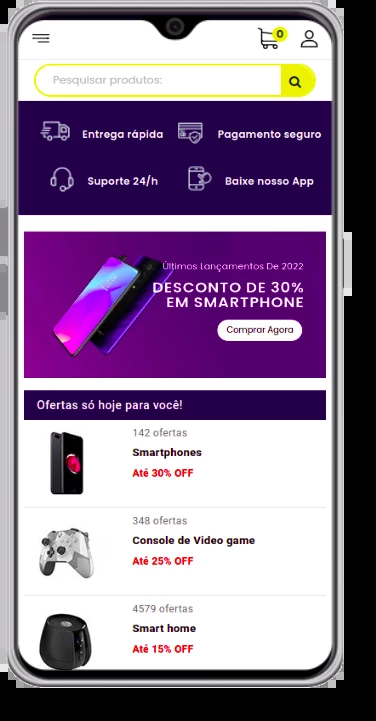 0
Pesquisar produtos:
Entrega rápida
Pagamento seguro
Suporte 24/h
Baixe nosso App
Últimos Lançamentos De 2022
DESCONTO DE 30%
EM SMARTPHONE
Comprar Agora
Ofertas só hoje para você!
142 ofertas
Smartphones
Até 30% OFF
348 ofertas
Console de Video game
Até 25% OFF
4579 ofertas
Smart home
Até 15% OFF